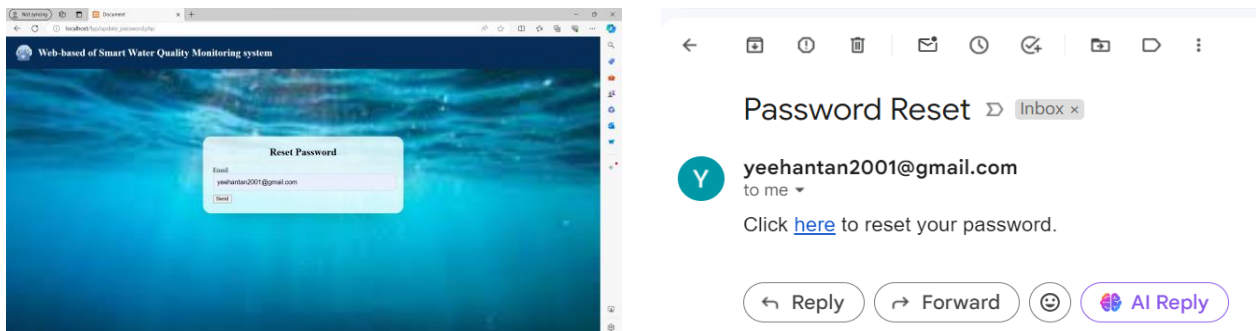 Not syncing
Document
localhost/fyp/update_password.php
Web-based of Smart Water Quality Monitoring system
Reset Password
Email
yeehantan2001@gmail.com
Send
Password Reset Inbox ×
Y
yeehantan2001@gmail.com
to me
Click here to reset your password.
Reply Forward AI Reply